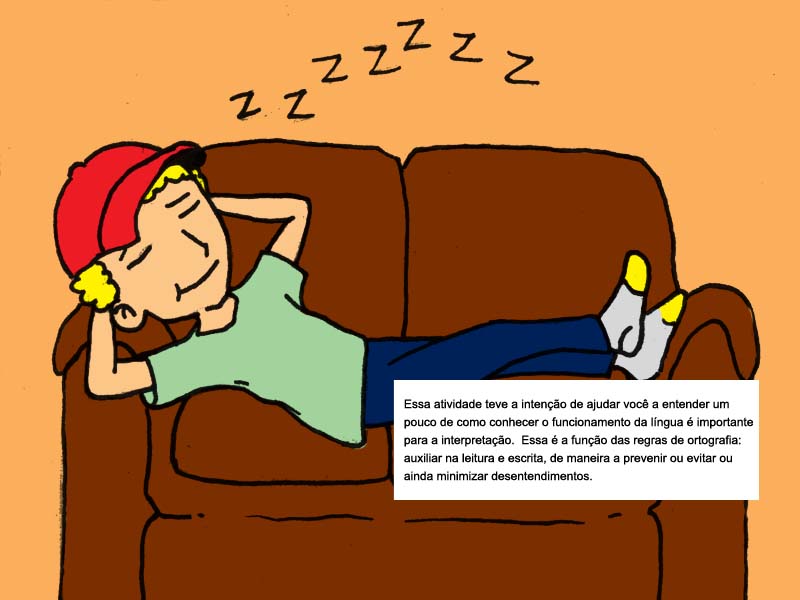 z z z z z z z
Essa atividade teve a intenção de ajudar você a entender um
pouco de como conhecer o funcionamento da língua é importante
para a interpretação.  Essa é a função das regras de ortografia:
auxiliar na leitura e escrita, de maneira a prevenir ou evitar ou
ainda minimizar desentendimentos.